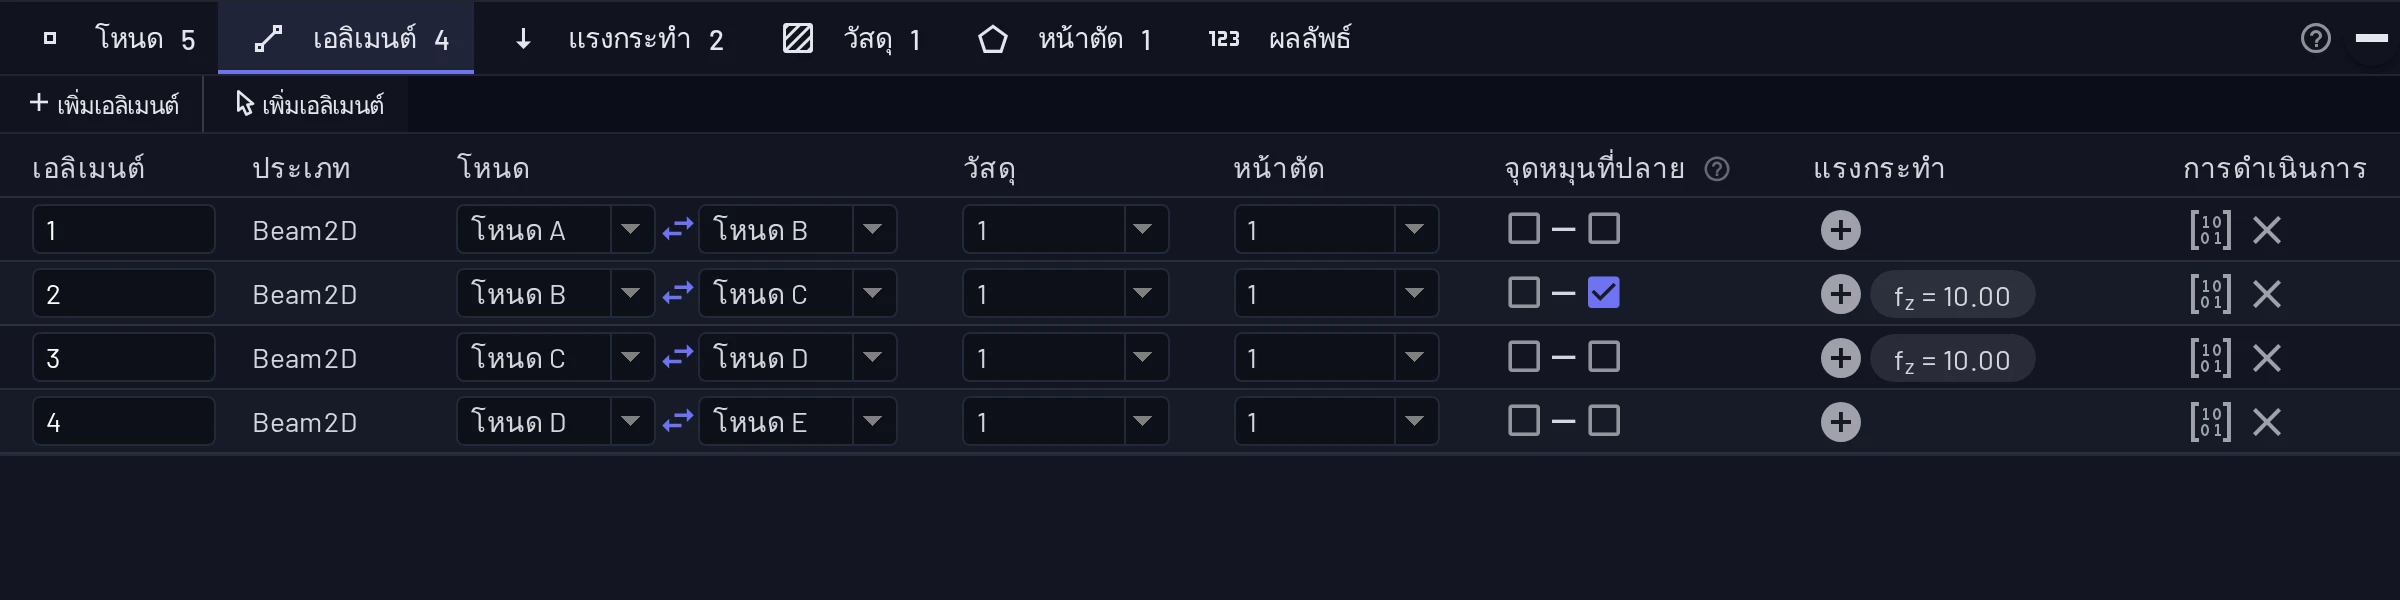 โหนด 5 เอลิเมนต์ 4 แรงกระทำ 2 วัสดุ 1 หน้าตัด 1 123 ผลลัพธ์
+ เพิ่มเอลิเมนต์ เพิ่มเอลิเมนต์
เอลิเมนต์ ประเภท โหนด วัสดุ หน้าตัด จุดหมุนที่ปลาย แรงกระทำ การดำเนินการ
1 Beam2D โหนด A โหนด B 1 1 –
2 Beam2D โหนด B โหนด C 1 1 – fz = 10.00
3 Beam2D โหนด C โหนด D 1 1 – fz = 10.00
4 Beam2D โหนด D โหนด E 1 1 –